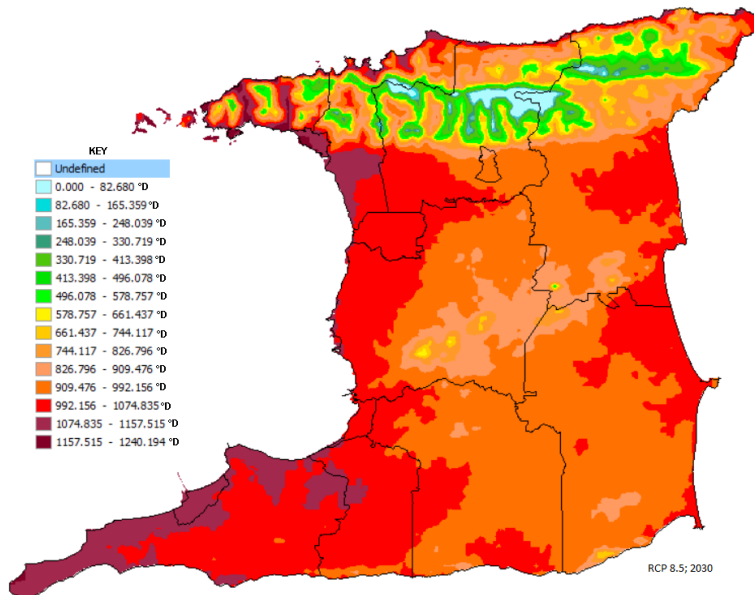 KEY
Undefined
0.000 - 82.680 °D
82.680 - 165.359 °D
165.359 - 248.039 °D
248.039 - 330.719 °D
330.719 - 413.398 °D
413.398 - 496.078 °D
496.078 - 578.757 °D
578.757 - 661.437 °D
661.437 - 744.117 °D
744.117 - 826.796 °D
826.796 - 909.476 °D
909.476 - 992.156 °D
992.156 - 1074.835 °D
1074.835 - 1157.515 °D
1157.515 - 1240.194 °D
RCP 8.5; 2030